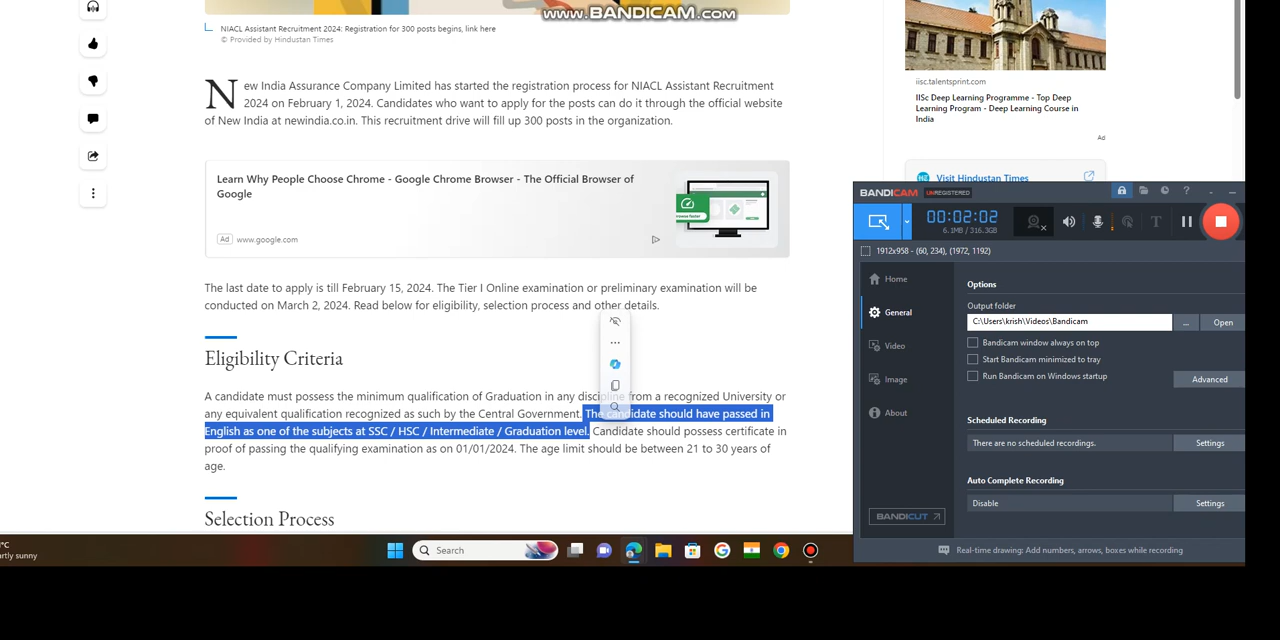 www.BANDICAM.com
NIACL Assistant Recruitment 2024: Registration for 300 posts begins, link here
© Provided by Hindustan Times
New India Assurance Company Limited has started the registration process for NIACL Assistant Recruitment
2024 on February 1, 2024. Candidates who want to apply for the posts can do it through the official website
of New India at newindia.co.in. This recruitment drive will fill up 300 posts in the organization.
Learn Why People Choose Chrome - Google Chrome Browser - The Official Browser of
Google
Ad www.google.com
The last date to apply is till February 15, 2024. The Tier I Online examination or preliminary examination will be
conducted on March 2, 2024. Read below for eligibility, selection process and other details.
Eligibility Criteria
A candidate must possess the minimum qualification of Graduation in any discipline from a recognized University or
any equivalent qualification recognized as such by the Central Government. The candidate should have passed in
English as one of the subjects at SSC / HSC / Intermediate / Graduation level. Candidate should possess certificate in
proof of passing the qualifying examination as on 01/01/2024. The age limit should be between 21 to 30 years of
age.
Selection Process
iisc.talentsprint.com
IISc Deep Learning Programme - Top Deep
Learning Program - Deep Learning Course in
India
Ad
Visit Hindustan Times
BANDICAM UNREGISTERED
00:02:02
6.1MB / 316.3GB
1912x958 - (60, 234), (1972, 1192)
Home
General
Video
Image
About
BANDICUT
Options
Output folder
C:\Users\krish\Videos\Bandicam
...
Open
Bandicam window always on top
Start Bandicam minimized to tray
Run Bandicam on Windows startup
Advanced
Scheduled Recording
There are no scheduled recordings.
Settings
Auto Complete Recording
Disable
Settings
Real-time drawing: Add numbers, arrows, boxes while recording
°C
artly sunny
Search